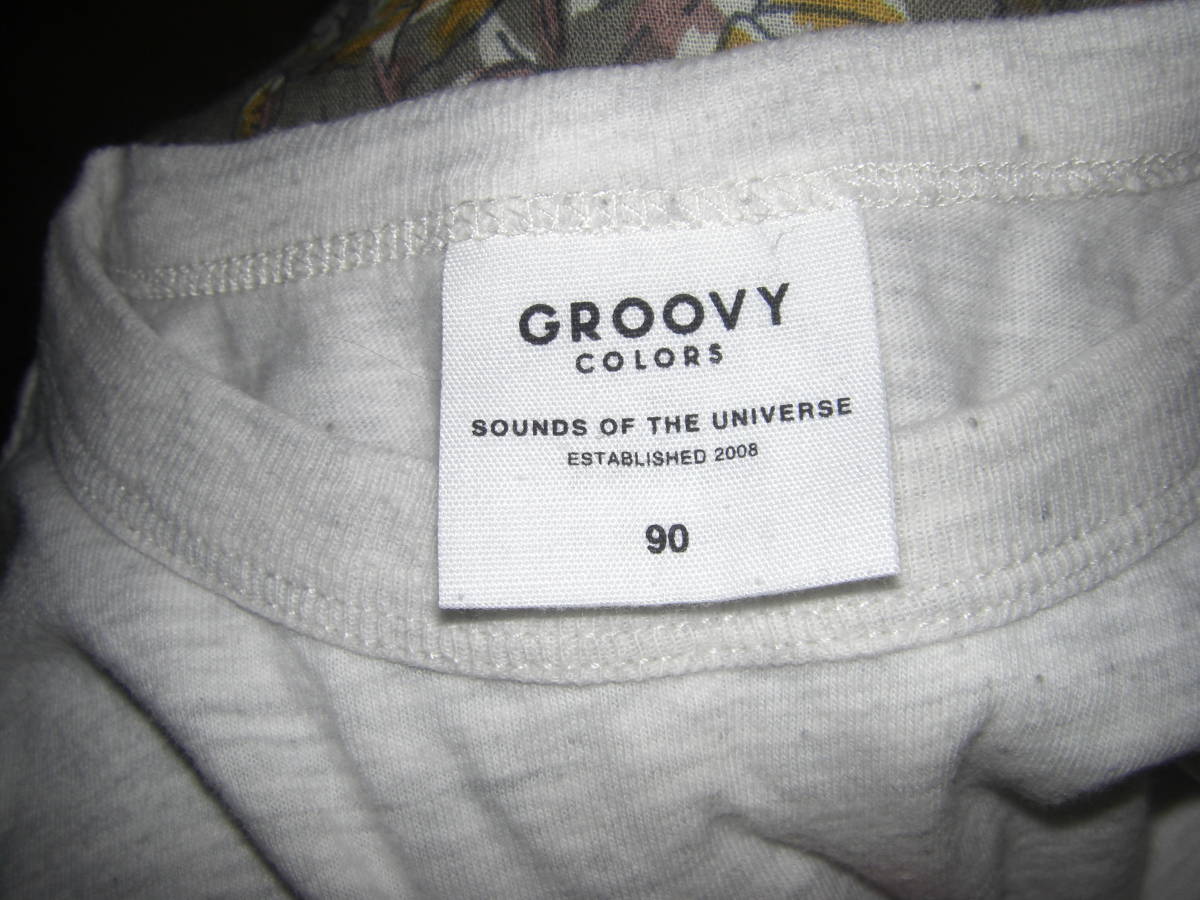 GROOVY
COLORS
SOUNDS OF THE UNIVERSE
ESTABLISHED 2008
90